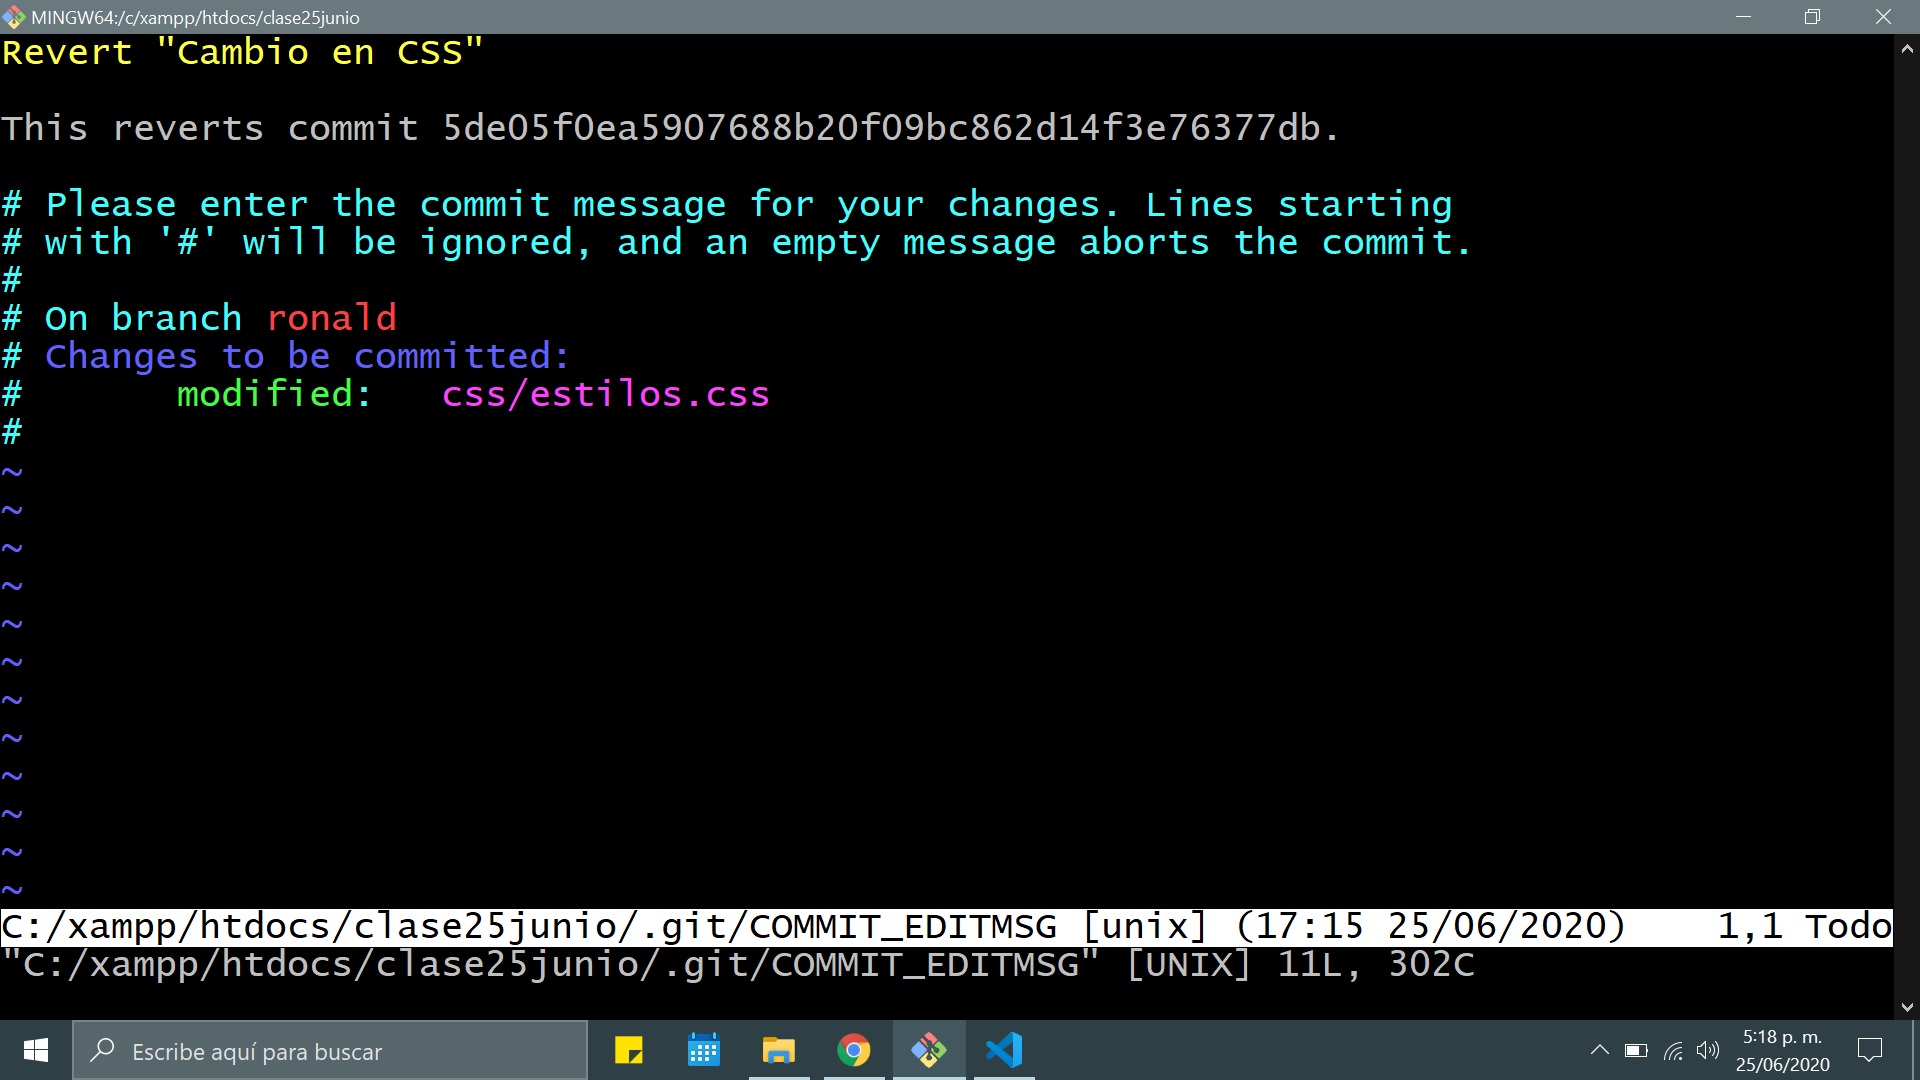 MINGW64:/c/xampp/htdocs/clase25junio
Revert "Cambio en CSS"
This reverts commit 5de05f0ea5907688b20f09bc862d14f3e76377db.
# Please enter the commit message for your changes. Lines starting
# with '#' will be ignored, and an empty message aborts the commit.
#
# On branch ronald
# Changes to be committed:
#       modified:   css/estilos.css
#
~
~
~
~
~
~
~
~
~
~
~
~
C:/xampp/htdocs/clase25junio/.git/COMMIT_EDITMSG [unix] (17:15 25/06/2020)    1,1 Todo
"C:/xampp/htdocs/clase25junio/.git/COMMIT_EDITMSG" [UNIX] 11L, 302C
Escribe aquí para buscar
5:18 p. m.
25/06/2020